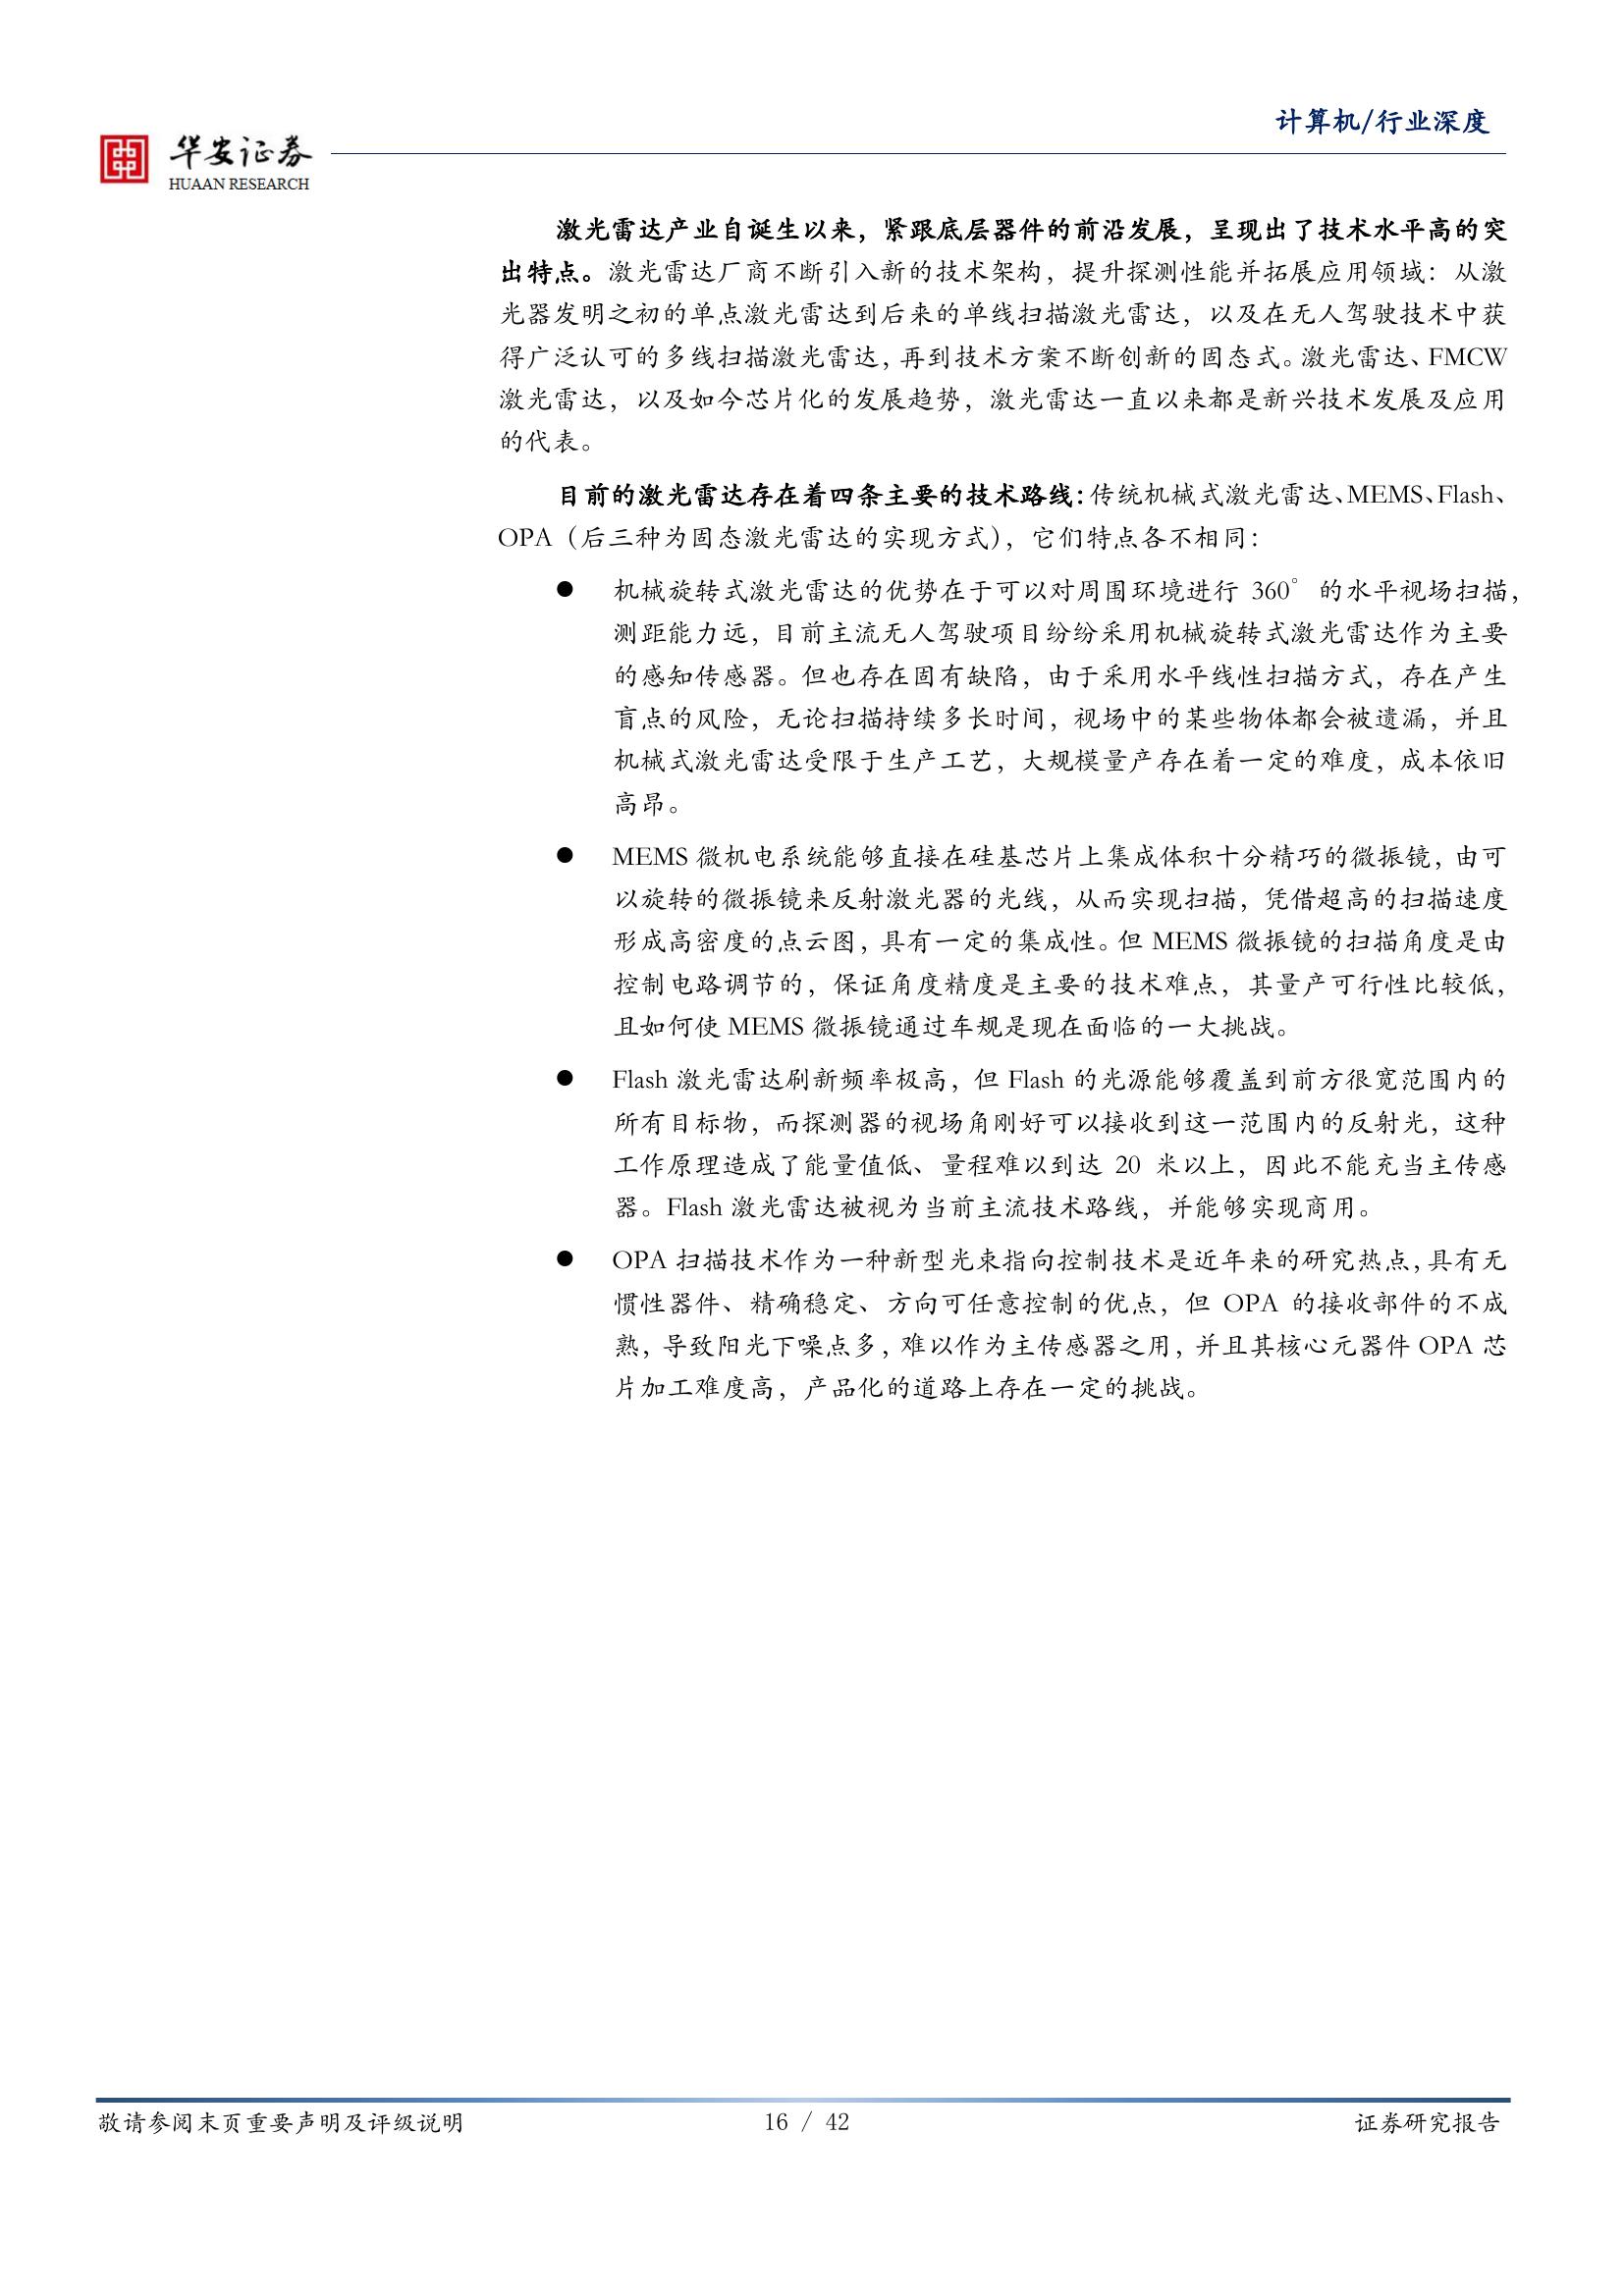 计算机/行业深度
华安证券
HUAAN RESEARCH
激光雷达产业自诞生以来，紧跟底层器件的前沿发展，呈现出了技术水平高的突
出特点。激光雷达厂商不断引入新的技术架构，提升探测性能并拓展应用领域：从激
光器发明之初的单点激光雷达到后来的单线扫描激光雷达，以及在无人驾驶技术中获
得广泛认可的多线扫描激光雷达，再到技术方案不断创新的固态式。激光雷达、FMCW
激光雷达，以及如今芯片化的发展趋势，激光雷达一直以来都是新兴技术发展及应用
的代表。
目前的激光雷达存在着四条主要的技术路线：传统机械式激光雷达、MEMS、Flash、
OPA（后三种为固态激光雷达的实现方式），它们特点各不相同：
● 机械旋转式激光雷达的优势在于可以对周围环境进行 360°的水平视场扫描，
测距能力远，目前主流无人驾驶项目纷纷采用机械旋转式激光雷达作为主要
的感知传感器。但也存在固有缺陷，由于采用水平线性扫描方式，存在产生
盲点的风险，无论扫描持续多长时间，视场中的某些物体都会被遗漏，并且
机械式激光雷达受限于生产工艺，大规模量产存在着一定的难度，成本依旧
高昂。
● MEMS 微机电系统能够直接在硅基芯片上集成体积十分精巧的微振镜，由可
以旋转的微振镜来反射激光器的光线，从而实现扫描，凭借超高的扫描速度
形成高密度的点云图，具有一定的集成性。但 MEMS 微振镜的扫描角度是由
控制电路调节的，保证角度精度是主要的技术难点，其量产可行性比较低，
且如何使 MEMS 微振镜通过车规是现在面临的一大挑战。
● Flash 激光雷达刷新频率极高，但 Flash 的光源能够覆盖到前方很宽范围内的
所有目标物，而探测器的视场角刚好可以接收到这一范围内的反射光，这种
工作原理造成了能量值低、量程难以到达 20 米以上，因此不能充当主传感
器。Flash 激光雷达被视为当前主流技术路线，并能够实现商用。
● OPA 扫描技术作为一种新型光束指向控制技术是近年来的研究热点，具有无
惯性器件、精确稳定、方向可任意控制的优点，但 OPA 的接收部件的不成
熟，导致阳光下噪点多，难以作为主传感器之用，并且其核心元器件 OPA 芯
片加工难度高，产品化的道路上存在一定的挑战。
敬请参阅末页重要声明及评级说明
16 / 42
证券研究报告